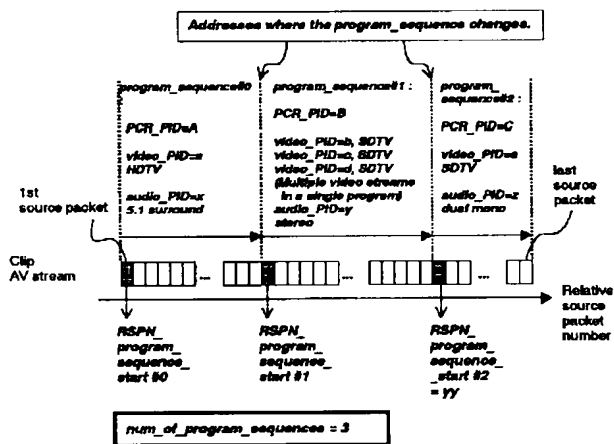 Addresses where the program_sequence changes.
program_sequence#0
PCR_PID=A
video_PID=a
HDTV
audio_PID=x
5.1 surround
program_sequence#1 :
PCR_PID=B
video_PID=b, SDTV
video_PID=c, SDTV
video_PID=d, SDTV
(Multiple video streams
in a single program)
audio_PID=y
stereo
program_
sequence#2 :
PCR_PID=C
video_PID=e
SDTV
audio_PID=z
dual mono
1st
source packet
last
source
packet
Clip
AV stream
... ... ...
Relative
source
packet
number
RSPN_
program_
sequence_
start #0
RSPN_
program_
sequence_
start #1
RSPN_
program_
sequence
_start #2
= yy
num_of_program_sequences = 3